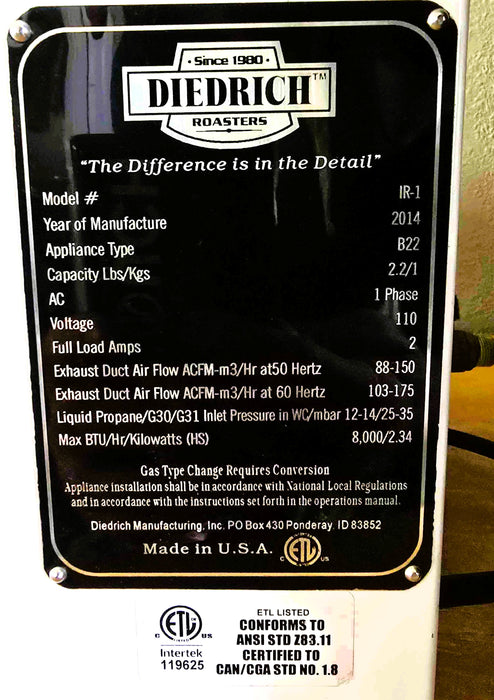 · Since 1980 ·
DIEDRICH™
ROASTERS
"The Difference is in the Detail"
Model # IR-1
Year of Manufacture 2014
Appliance Type B22
Capacity Lbs/Kgs 2.2/1
AC 1 Phase
Voltage 110
Full Load Amps 2
Exhaust Duct Air Flow ACFM-m3/Hr at50 Hertz 88-150
Exhaust Duct Air Flow ACFM-m3/Hr at 60 Hertz 103-175
Liquid Propane/G30/G31 Inlet Pressure in WC/mbar 12-14/25-35
Max BTU/Hr/Kilowatts (HS) 8,000/2.34
Gas Type Change Requires Conversion
Appliance installation shall be in accordance with National Local Regulations
and in accordance with the instructions set forth in the operations manual.
Diedrich Manufacturing, Inc. PO Box 430 Ponderay, ID 83852
Made in U.S.A. C ETL US
C ETL LISTED US
Intertek
119625
ETL LISTED
CONFORMS TO
ANSI STD Z83.11
CERTIFIED TO
CAN/CGA STD NO. 1.8